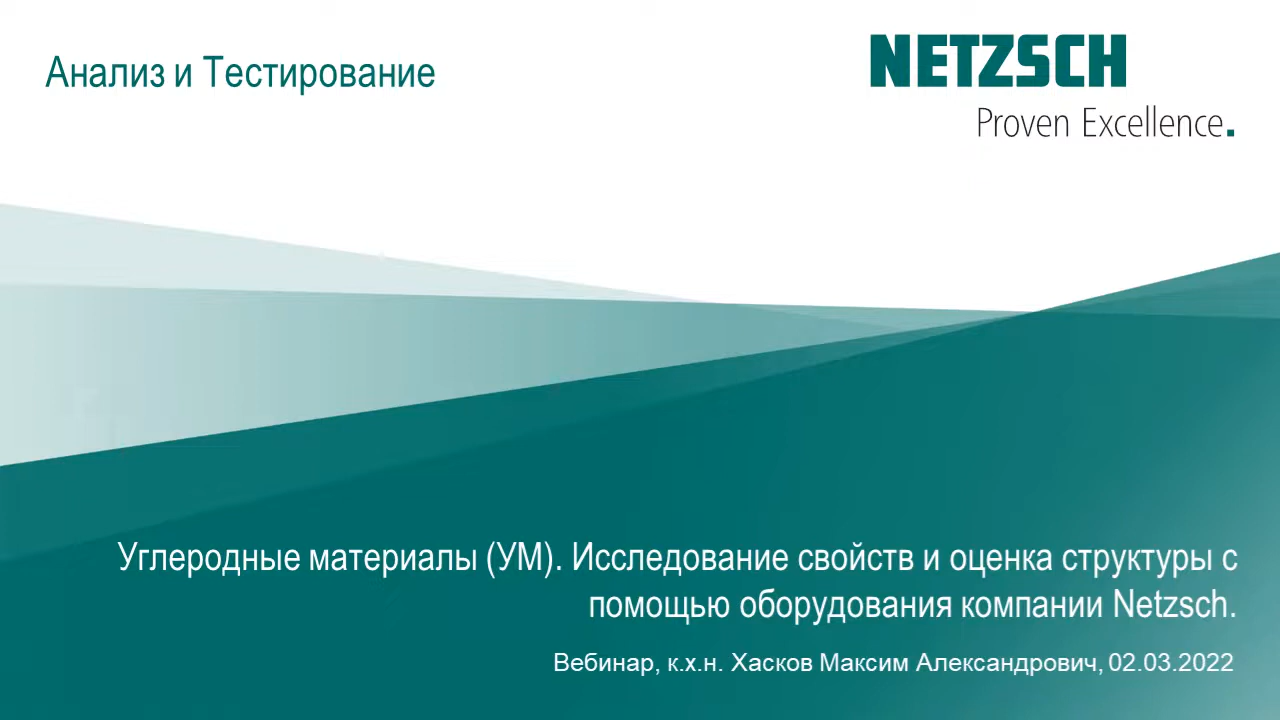 Анализ и Тестирование
NETZSCH
Proven Excellence.
Углеродные материалы (УМ). Исследование свойств и оценка структуры с
помощью оборудования компании Netzsch.
Вебинар, к.х.н. Хасков Максим Александрович, 02.03.2022